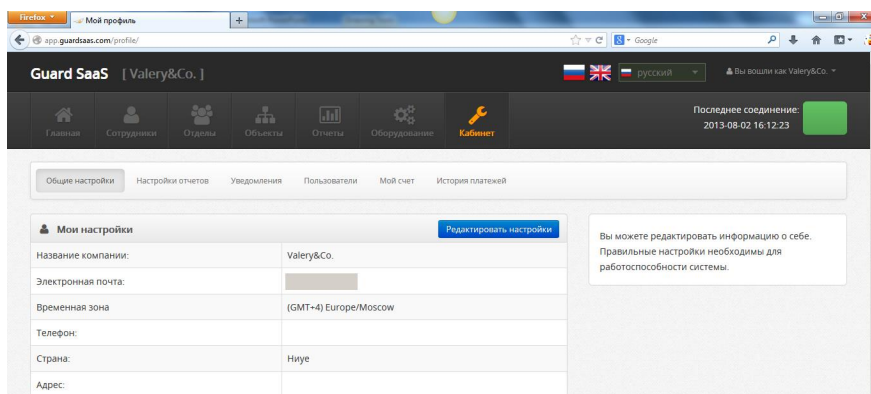 Firefox
Мой профиль
app.guardsaas.com/profile/
Google
Guard SaaS [ Valery&Co. ]
русский
Вы вошли как Valery&Co.
Главная Сотрудники Отделы Объекты Отчеты Оборудование Кабинет
Последнее соединение:
2013-08-02 16:12:23
Общие настройки Настройки отчетов Уведомления Пользователи Мой счет История платежей
Мои настройки Редактировать настройки
Название компании: Valery&Co.
Электронная почта:
Временная зона (GMT+4) Europe/Moscow
Телефон:
Страна: Ниуе
Адрес:
Вы можете редактировать информацию о себе.
Правильные настройки необходимы для
работоспособности системы.